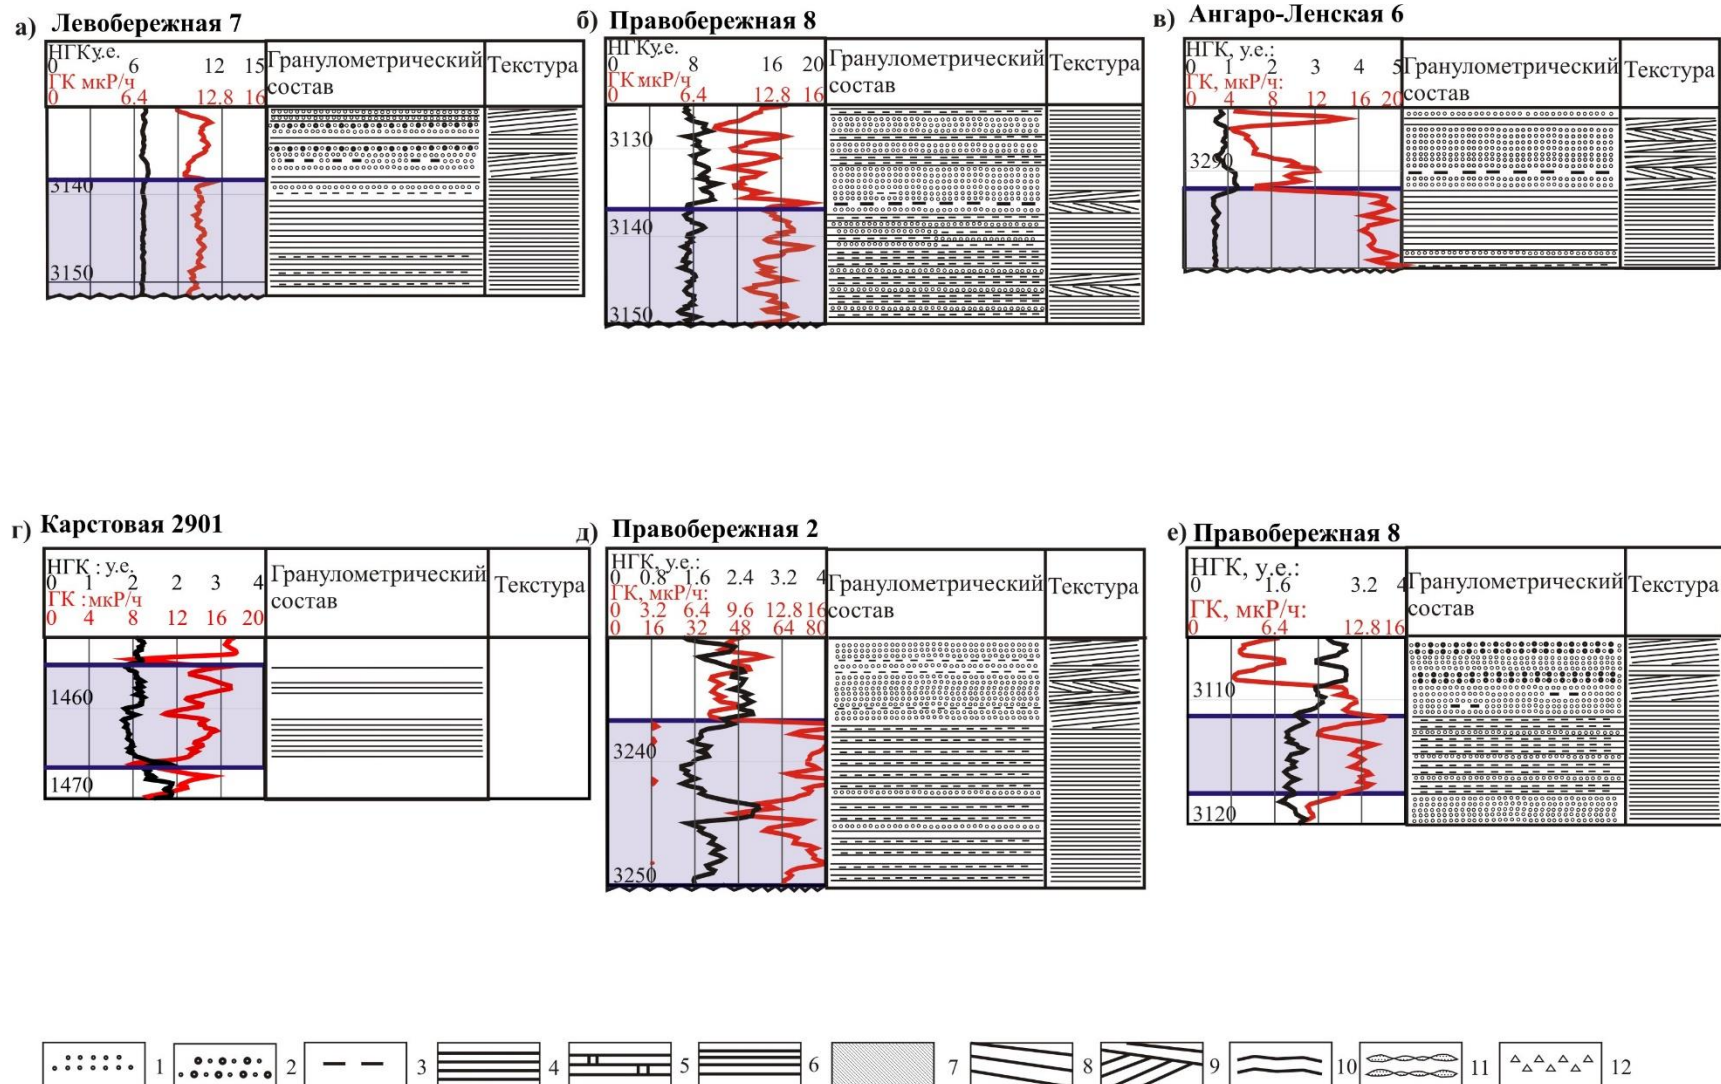 а) Левобережная 7
НГКу.е.
0 6 12 15
ГК мкР/ч
0 6.4 12.8 16
Гранулометрический
состав
Текстура
3140
3150
б) Правобережная 8
НГКу.е.
0 8 16 20
ГК мкР/ч
0 6.4 12.8 16
Гранулометрический
состав
Текстура
3130
3140
3150
в) Ангаро-Ленская 6
НГК, у.е.:
0 1 2 3 4 5
ГК, мкР/ч:
0 4 8 12 16 20
Гранулометрический
состав
Текстура
3290
г) Карстовая 2901
НГК : у.е.
0 1 2 2 3 4
ГК : мкР/ч
0 4 8 12 16 20
Гранулометрический
состав
Текстура
1460
1470
д) Правобережная 2
НГК, у.е.:
0 0.8 1.6 2.4 3.2 4
ГК, мкР/ч:
0 3.2 6.4 9.6 12.8 16
0 16 32 48 64 80
Гранулометрический
состав
Текстура
3240
3250
е) Правобережная 8
НГК, у.е.:
0 1.6 3.2 4
ГК, мкР/ч:
0 6.4 12.8 16
Гранулометрический
состав
Текстура
3110
3120
1 2 3 4 5 6 7 8 9 10 11 12